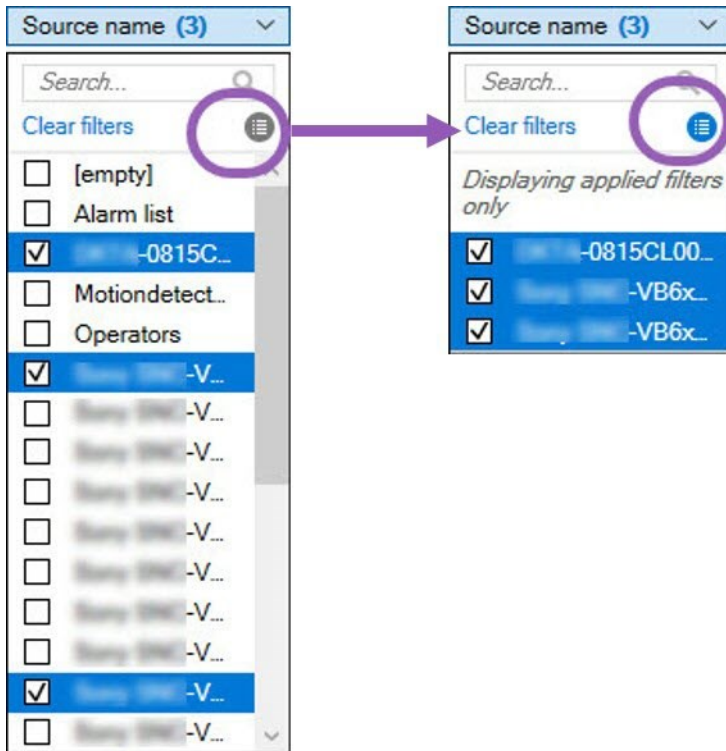 Source name (3)
Search...
Clear filters
[empty]
Alarm list
-0815C...
Motiondetect...
Operators
-V...
-V...
-V...
-V...
-V...
-V...
-V...
-V...
-V...
-V...
Source name (3)
Search...
Clear filters
Displaying applied filters
only
-0815CL00...
-VB6x...
-VB6x...